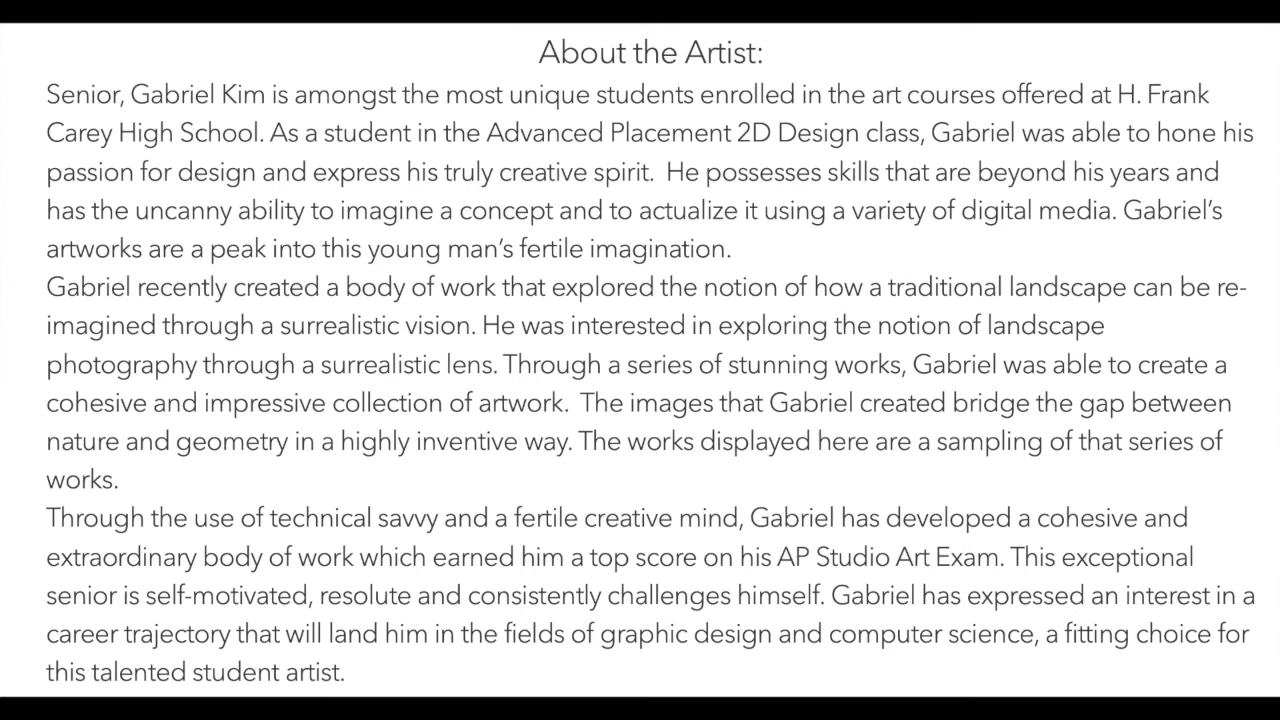 About the Artist:
Senior, Gabriel Kim is amongst the most unique students enrolled in the art courses offered at H. Frank
Carey High School. As a student in the Advanced Placement 2D Design class, Gabriel was able to hone his
passion for design and express his truly creative spirit.  He possesses skills that are beyond his years and
has the uncanny ability to imagine a concept and to actualize it using a variety of digital media. Gabriel’s
artworks are a peak into this young man’s fertile imagination.
Gabriel recently created a body of work that explored the notion of how a traditional landscape can be re-
imagined through a surrealistic vision. He was interested in exploring the notion of landscape
photography through a surrealistic lens. Through a series of stunning works, Gabriel was able to create a
cohesive and impressive collection of artwork.  The images that Gabriel created bridge the gap between
nature and geometry in a highly inventive way. The works displayed here are a sampling of that series of
works.
Through the use of technical savvy and a fertile creative mind, Gabriel has developed a cohesive and
extraordinary body of work which earned him a top score on his AP Studio Art Exam. This exceptional
senior is self-motivated, resolute and consistently challenges himself. Gabriel has expressed an interest in a
career trajectory that will land him in the fields of graphic design and computer science, a fitting choice for
this talented student artist.